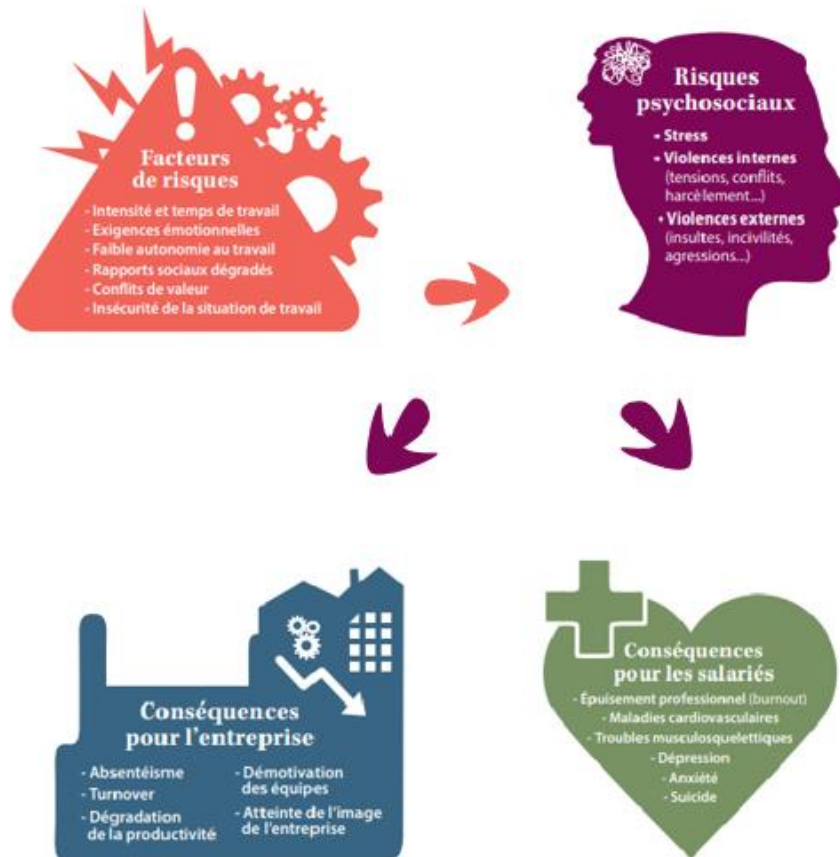 Facteurs
de risques
- Intensité et temps de travail
- Exigences émotionnelles
- Faible autonomie au travail
- Rapports sociaux dégradés
- Conflits de valeur
- Insécurité de la situation de travail
Risques
psychosociaux
• Stress
• Violences internes
(tensions, conflits,
harcèlement...)
• Violences externes
(insultes, incivilités,
agressions...)
Conséquences
pour l'entreprise
- Absentéisme
- Turnover
- Dégradation
de la productivité
- Démotivation
des équipes
- Atteinte de l'image
de l'entreprise
Conséquences
pour les salariés
- Épuisement professionnel (burnout)
- Maladies cardiovasculaires
- Troubles musculosquelettiques
- Dépression
- Anxiété
- Suicide